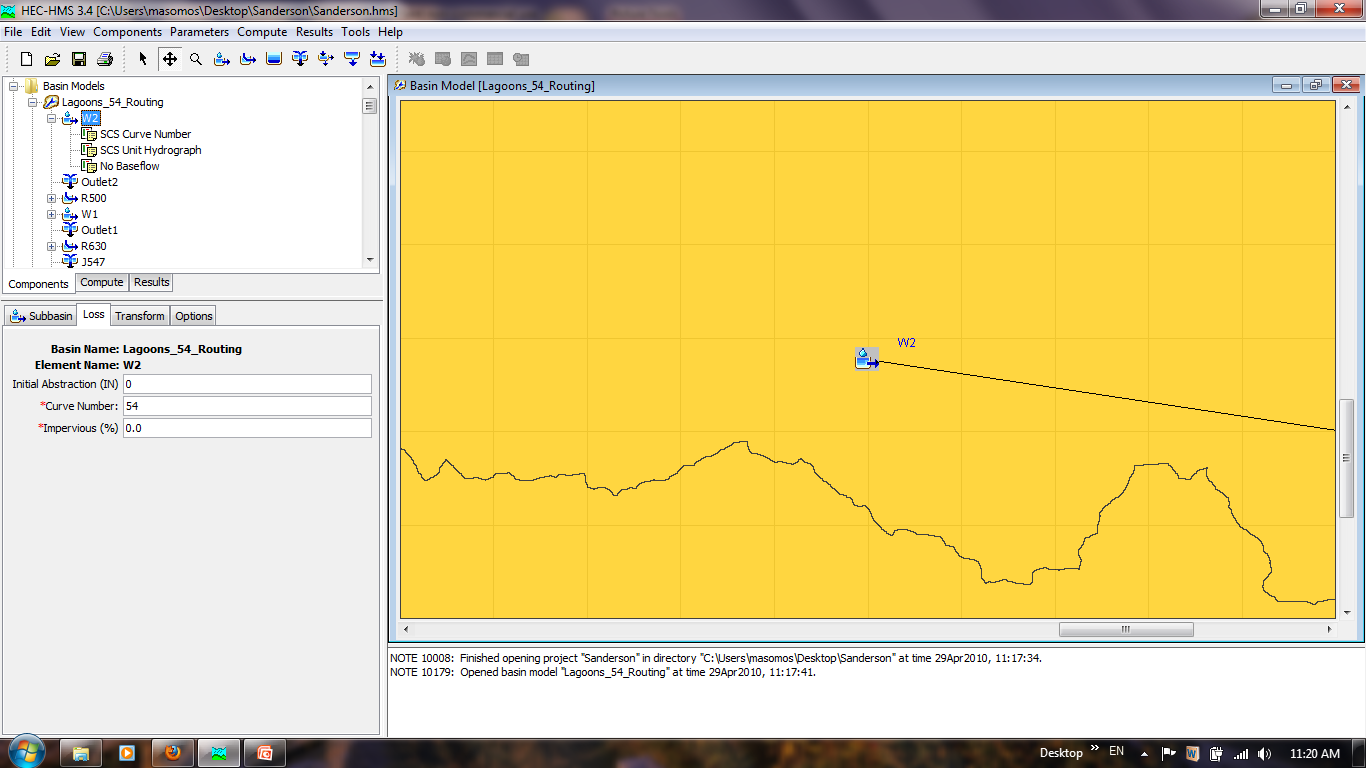 HEC-HMS 3.4 [C:\Users\masomos\Desktop\Sanderson\Sanderson.hms]
File Edit View Components Parameters Compute Results Tools Help
Basin Models
Lagoons_54_Routing
W2
SCS Curve Number
SCS Unit Hydrograph
No Baseflow
Outlet2
R500
W1
Outlet1
R630
J547
Components Compute Results
Subbasin Loss Transform Options
Basin Name: Lagoons_54_Routing
Element Name: W2
Initial Abstraction (IN) 0
*Curve Number: 54
*Impervious (%) 0.0
Basin Model [Lagoons_54_Routing]
W2
NOTE 10008: Finished opening project "Sanderson" in directory "C:\Users\masomos\Desktop\Sanderson" at time 29Apr2010, 11:17:34.
NOTE 10179: Opened basin model "Lagoons_54_Routing" at time 29Apr2010, 11:17:41.
Desktop » EN 11:20 AM